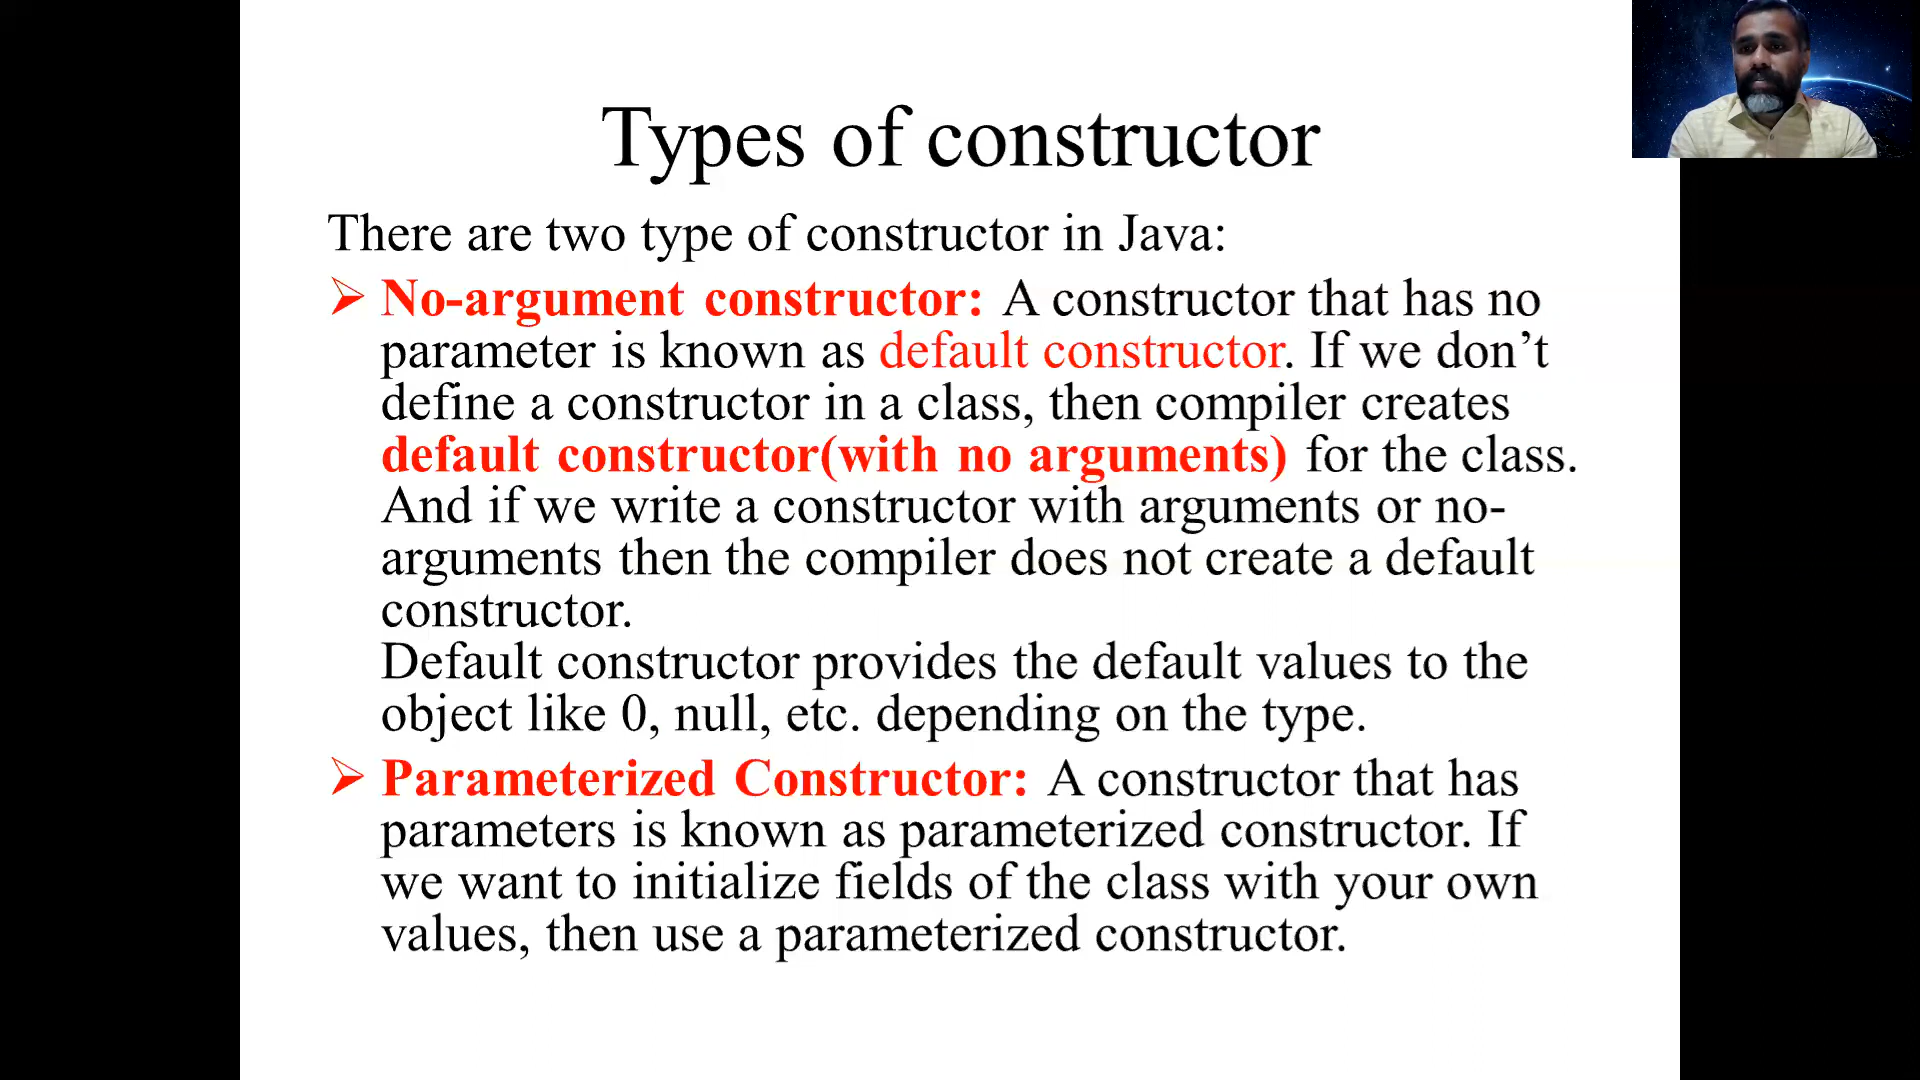 Types of constructor
There are two type of constructor in Java:
No-argument constructor: A constructor that has no
parameter is known as default constructor. If we don’t
define a constructor in a class, then compiler creates
default constructor(with no arguments) for the class.
And if we write a constructor with arguments or no-
arguments then the compiler does not create a default
constructor.
Default constructor provides the default values to the
object like 0, null, etc. depending on the type.
Parameterized Constructor: A constructor that has
parameters is known as parameterized constructor. If
we want to initialize fields of the class with your own
values, then use a parameterized constructor.